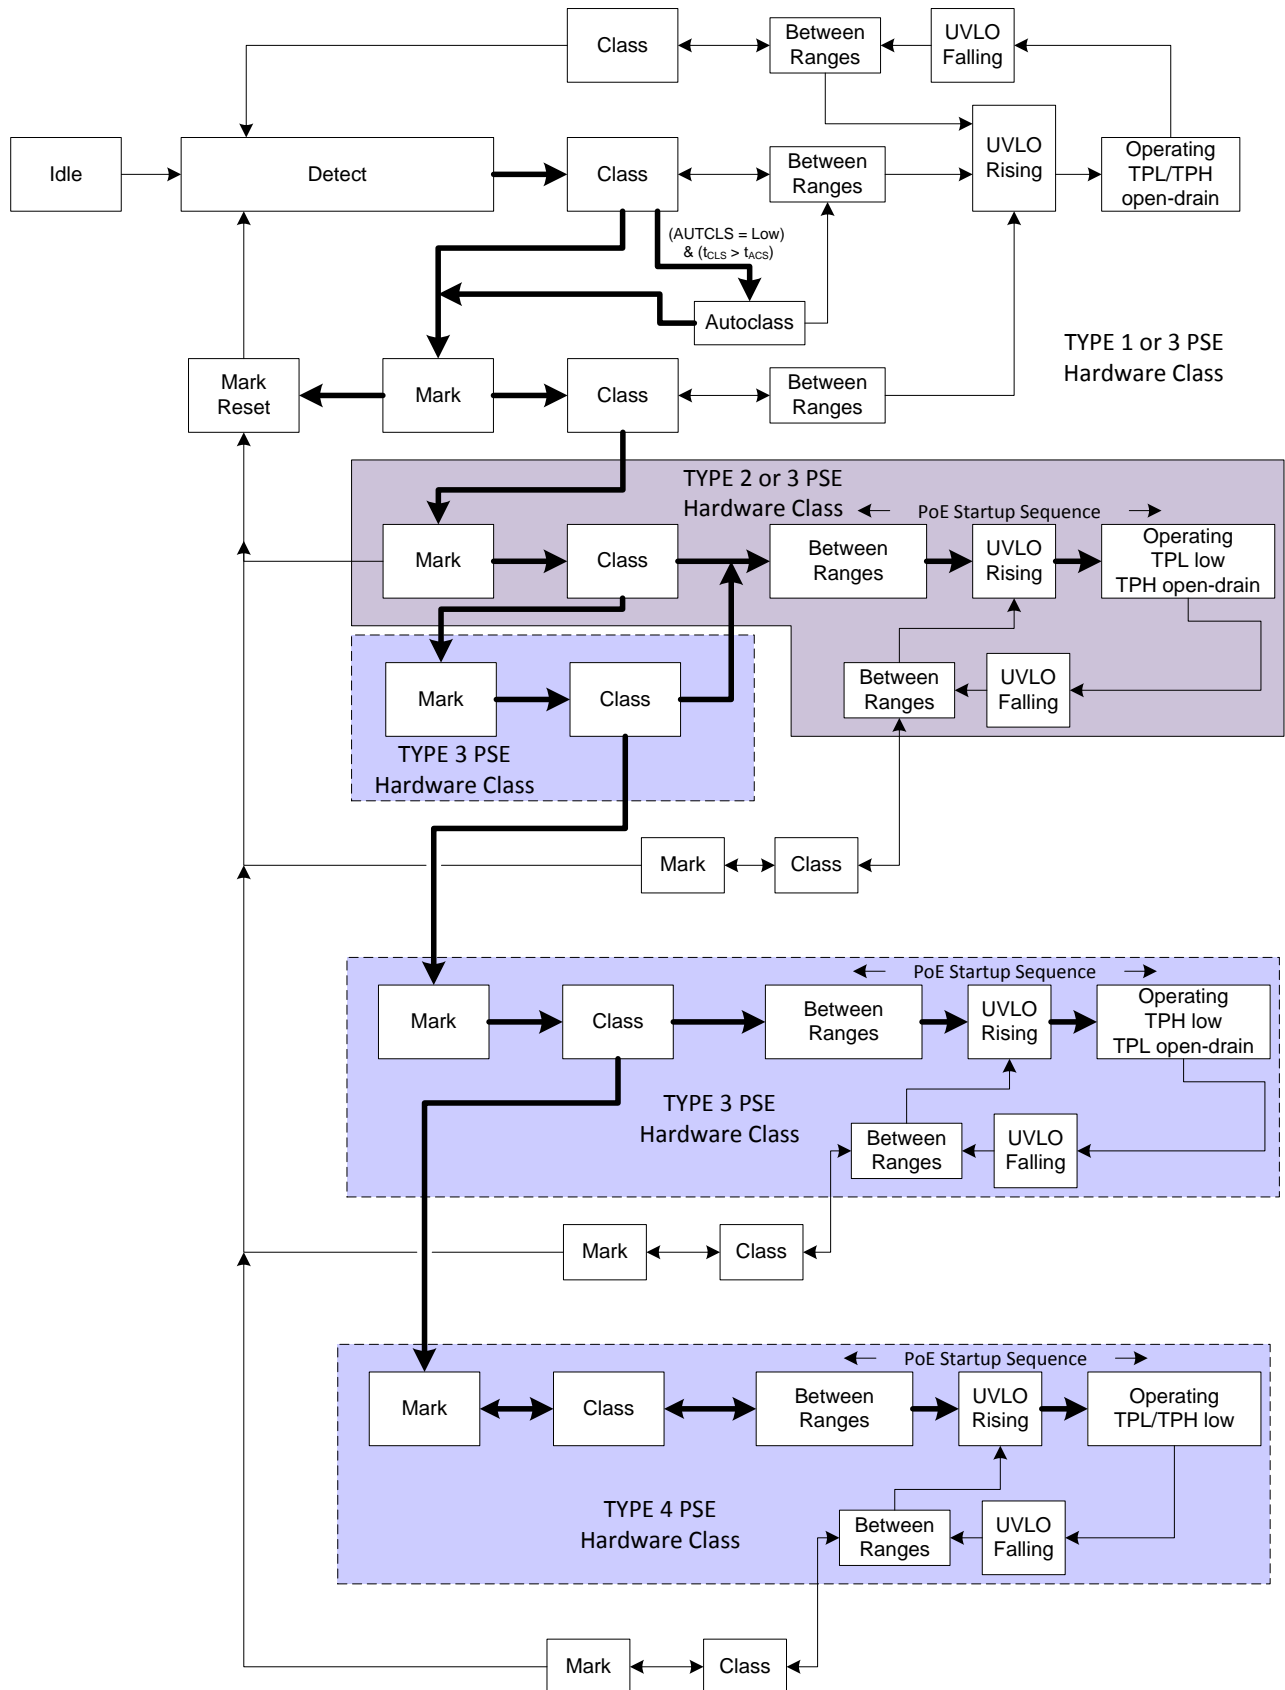 Class
Between
Ranges
UVLO
Falling
Idle
Detect
Class
Between
Ranges
UVLO
Rising
Operating
TPL/TPH
open-drain
(AUTCLS = Low)
& (tCLS > tACS)
Autoclass
TYPE 1 or 3 PSE
Hardware Class
Mark
Reset
Mark
Class
Between
Ranges
TYPE 2 or 3 PSE
Hardware Class
PoE Startup Sequence
Mark
Class
Between
Ranges
UVLO
Rising
Operating
TPL low
TPH open-drain
Mark
Class
Between
Ranges
UVLO
Falling
TYPE 3 PSE
Hardware Class
Mark
Class
PoE Startup Sequence
Mark
Class
Between
Ranges
UVLO
Rising
Operating
TPH low
TPL open-drain
TYPE 3 PSE
Hardware Class
Between
Ranges
UVLO
Falling
Mark
Class
PoE Startup Sequence
Mark
Class
Between
Ranges
UVLO
Rising
Operating
TPL/TPH low
TYPE 4 PSE
Hardware Class
Between
Ranges
UVLO
Falling
Mark
Class